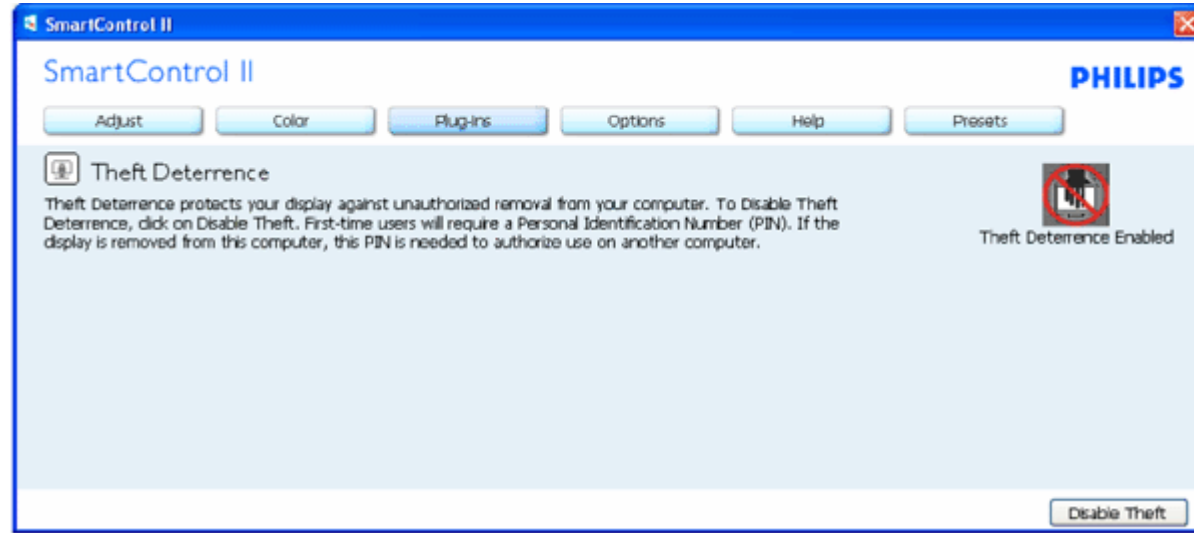 SmartControl II
SmartControl II
PHILIPS
Adjust
Color
Plug-ins
Options
Help
Presets
Theft Deterrence
Theft Deterrence protects your display against unauthorized removal from your computer. To Disable Theft
Deterrence, click on Disable Theft. First-time users will require a Personal Identification Number (PIN). If the
display is removed from this computer, this PIN is needed to authorize use on another computer.
Theft Deterrence Enabled
Disable Theft